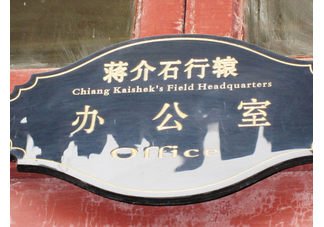 蒋介石行辕
Chiang Kaishek's Field Headquarters
办公室
Office